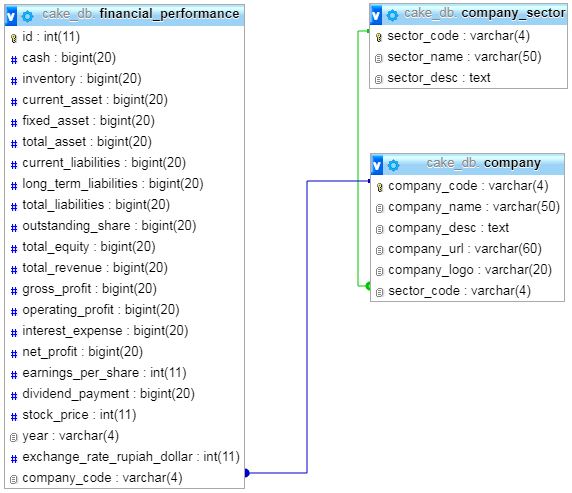 cake_db. financial_performance
id : int(11)
cash : bigint(20)
inventory : bigint(20)
current_asset : bigint(20)
fixed_asset : bigint(20)
total_asset : bigint(20)
current_liabilities : bigint(20)
long_term_liabilities : bigint(20)
total_liabilities : bigint(20)
outstanding_share : bigint(20)
total_equity : bigint(20)
total_revenue : bigint(20)
gross_profit : bigint(20)
operating_profit : bigint(20)
interest_expense : bigint(20)
net_profit : bigint(20)
earnings_per_share : int(11)
dividend_payment : bigint(20)
stock_price : int(11)
year : varchar(4)
exchange_rate_rupiah_dollar : int(11)
company_code : varchar(4)
cake_db. company_sector
sector_code : varchar(4)
sector_name : varchar(50)
sector_desc : text
cake_db. company
company_code : varchar(4)
company_name : varchar(50)
company_desc : text
company_url : varchar(60)
company_logo : varchar(20)
sector_code : varchar(4)